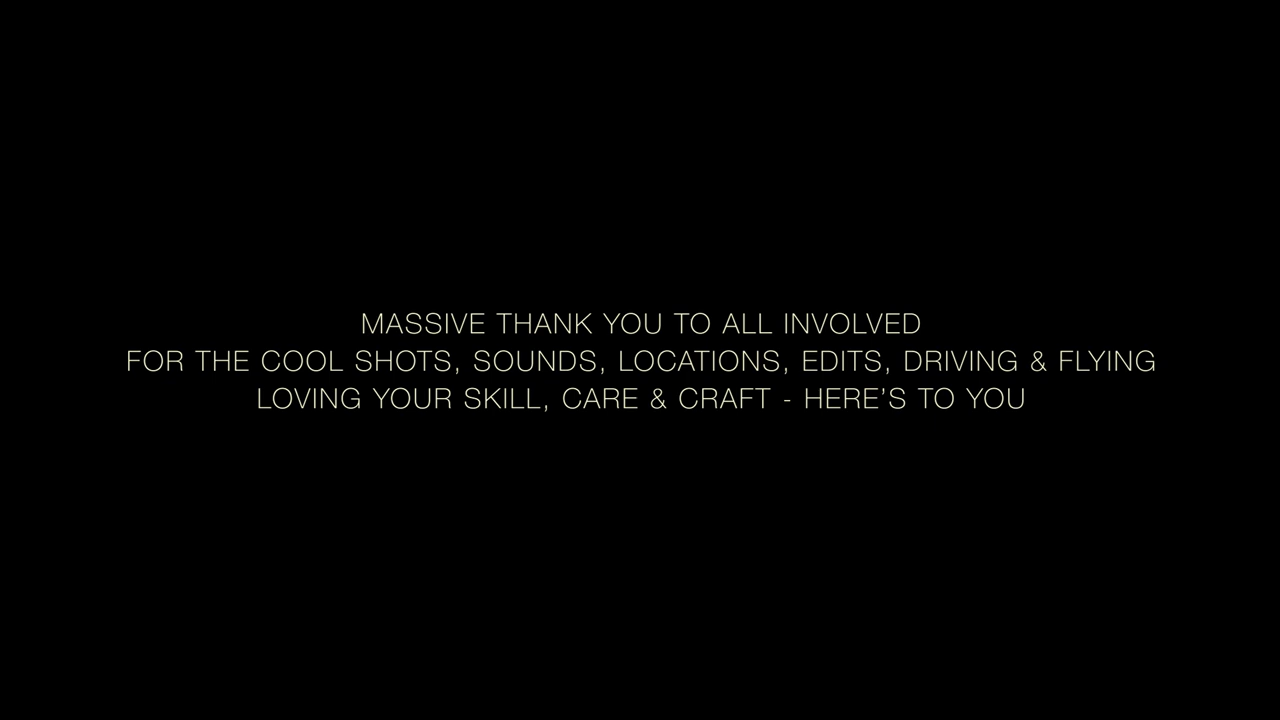 MASSIVE THANK YOU TO ALL INVOLVED
FOR THE COOL SHOTS, SOUNDS, LOCATIONS, EDITS, DRIVING & FLYING
LOVING YOUR SKILL, CARE & CRAFT - HERE’S TO YOU